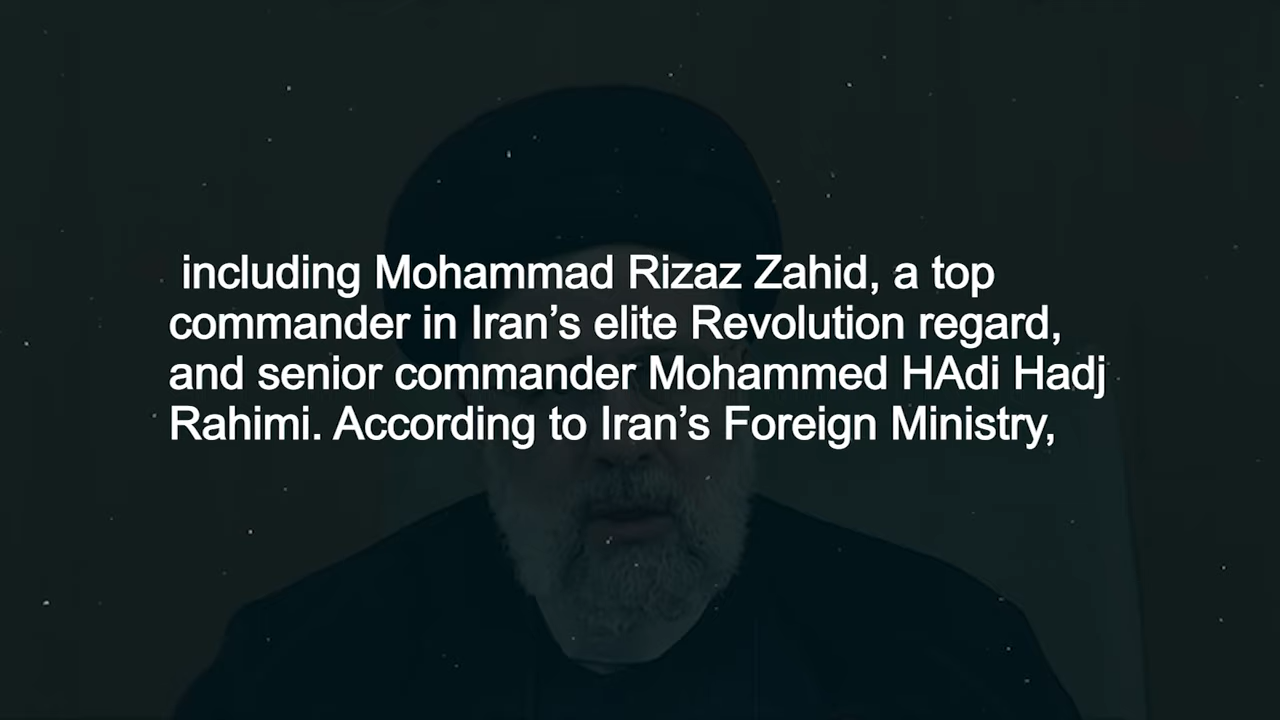 including Mohammad Rizaz Zahid, a top
commander in Iran’s elite Revolution regard,
and senior commander Mohammed HAdi Hadj
Rahimi. According to Iran’s Foreign Ministry,